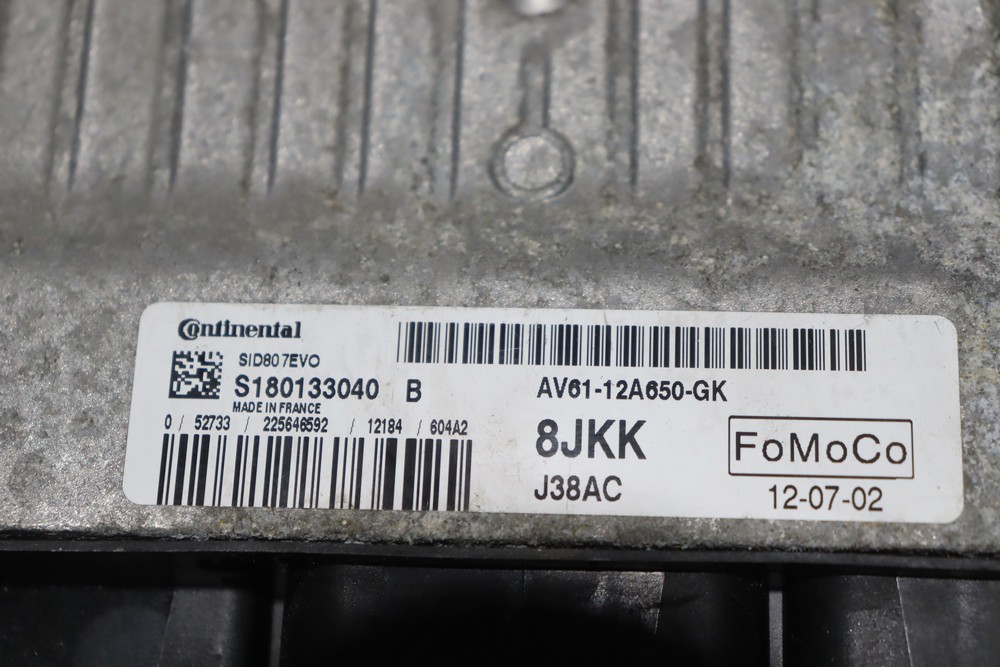 Continental
SID807EVO
S180133040 B
MADE IN FRANCE
0 / 52733 / 225646592 / 12184 / 604A2
AV61-12A650-GK
8JKK
J38AC
FoMoCo
12-07-02